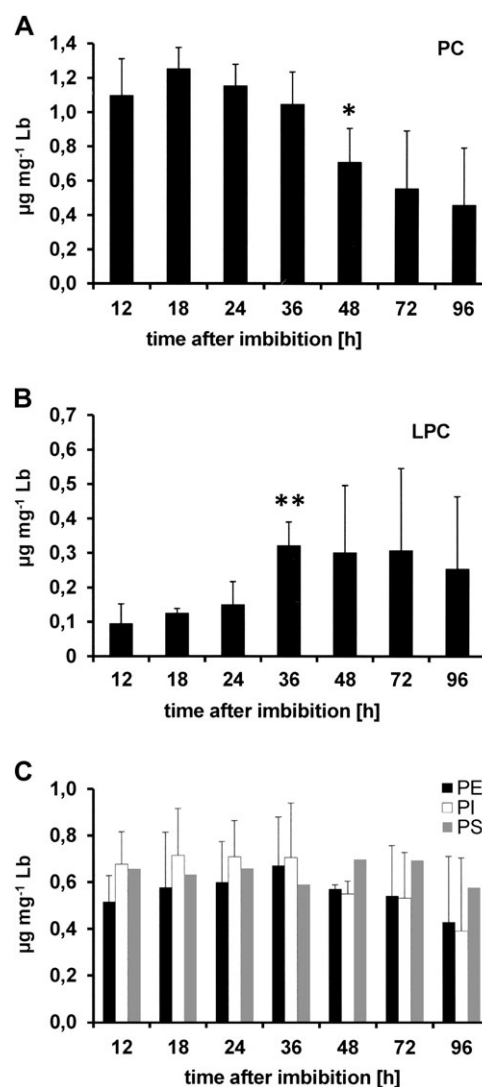 A
PC
µg mg-1 Lb
1,4
1,2
1,0
0,8
0,6
0,4
0,2
0,0
*
12 18 24 36 48 72 96
time after imbibition [h]
B
LPC
µg mg-1 Lb
0,7
0,6
0,5
0,4
0,3
0,2
0,1
0
**
12 18 24 36 48 72 96
time after imbibition [h]
C
PE
PI
PS
µg mg-1 Lb
1,0
0,8
0,6
0,4
0,2
0,0
12 18 24 36 48 72 96
time after imbibition [h]